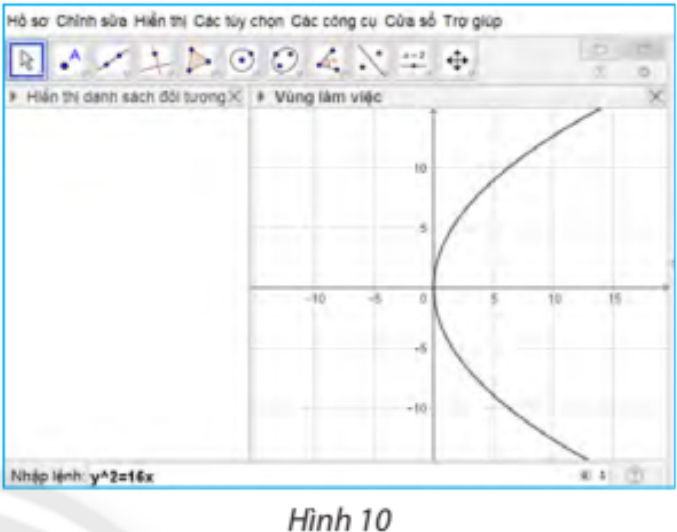 Hồ sơ Chỉnh sửa Hiển thị Các tùy chọn Các công cụ Cửa sổ Trợ giúp
A
a=2
Hiển thị danh sách đối tượng Vùng làm việc
10
5
-10 -5 0 5 10 15
-5
-10
Nhập lệnh: y^2=16x
Hình 10